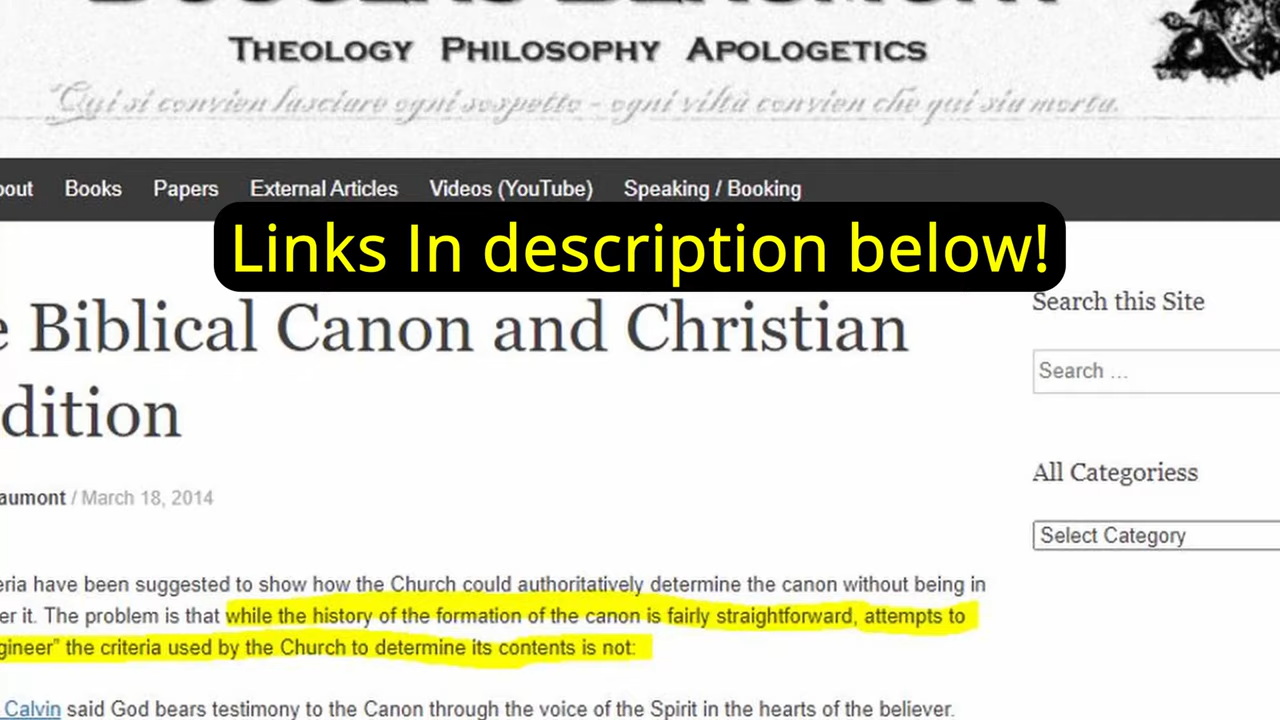 THEOLOGY PHILOSOPHY APOLOGETICS
"Qui si convien lasciare ogni sospetto - ogni viltà convien che qui sia morta.
bout Books Papers External Articles Videos (YouTube) Speaking / Booking
Links In description below!
e Biblical Canon and Christian
dition
aumont / March 18, 2014
eria have been suggested to show how the Church could authoritatively determine the canon without being in
er it. The problem is that while the history of the formation of the canon is fairly straightforward, attempts to
gineer” the criteria used by the Church to determine its contents is not:
Calvin said God bears testimony to the Canon through the voice of the Spirit in the hearts of the believer.
Search this Site
Search ...
All Categoriess
Select Category